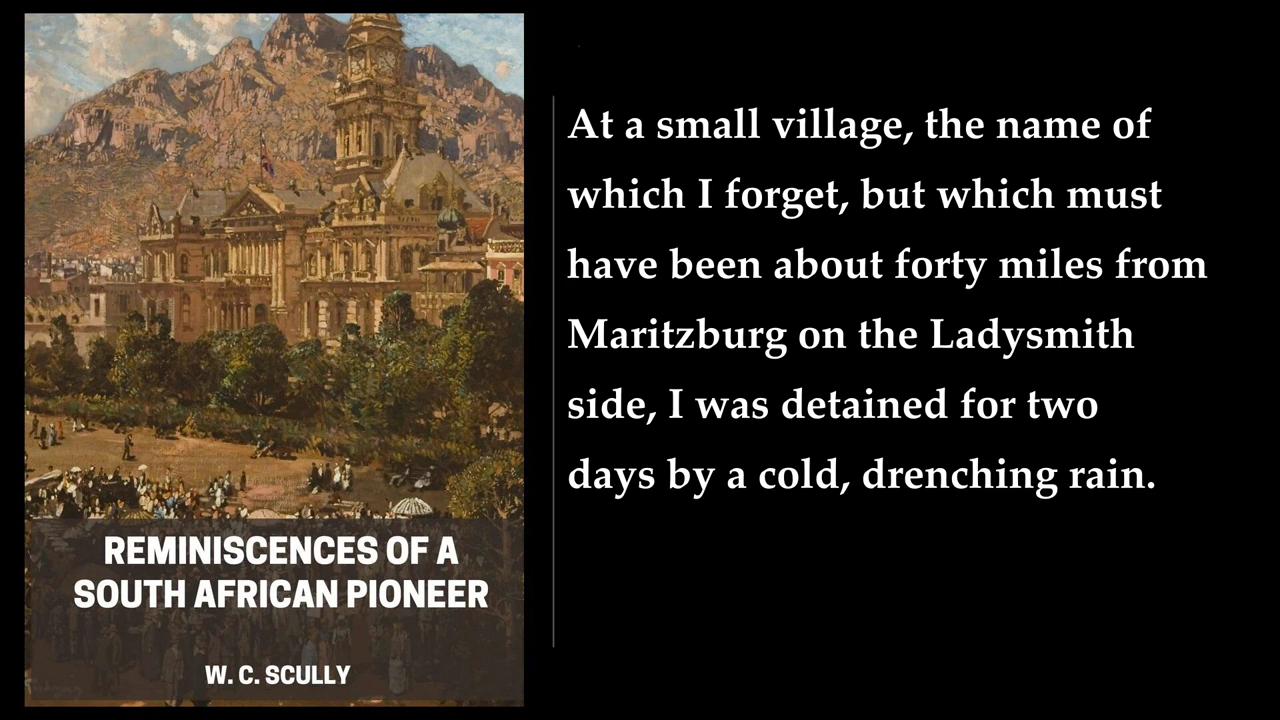 At a small village, the name of
which I forget, but which must
have been about forty miles from
Maritzburg on the Ladysmith
side, I was detained for two
days by a cold, drenching rain.
REMINISCENCES OF A
SOUTH AFRICAN PIONEER
W. C. SCULLY